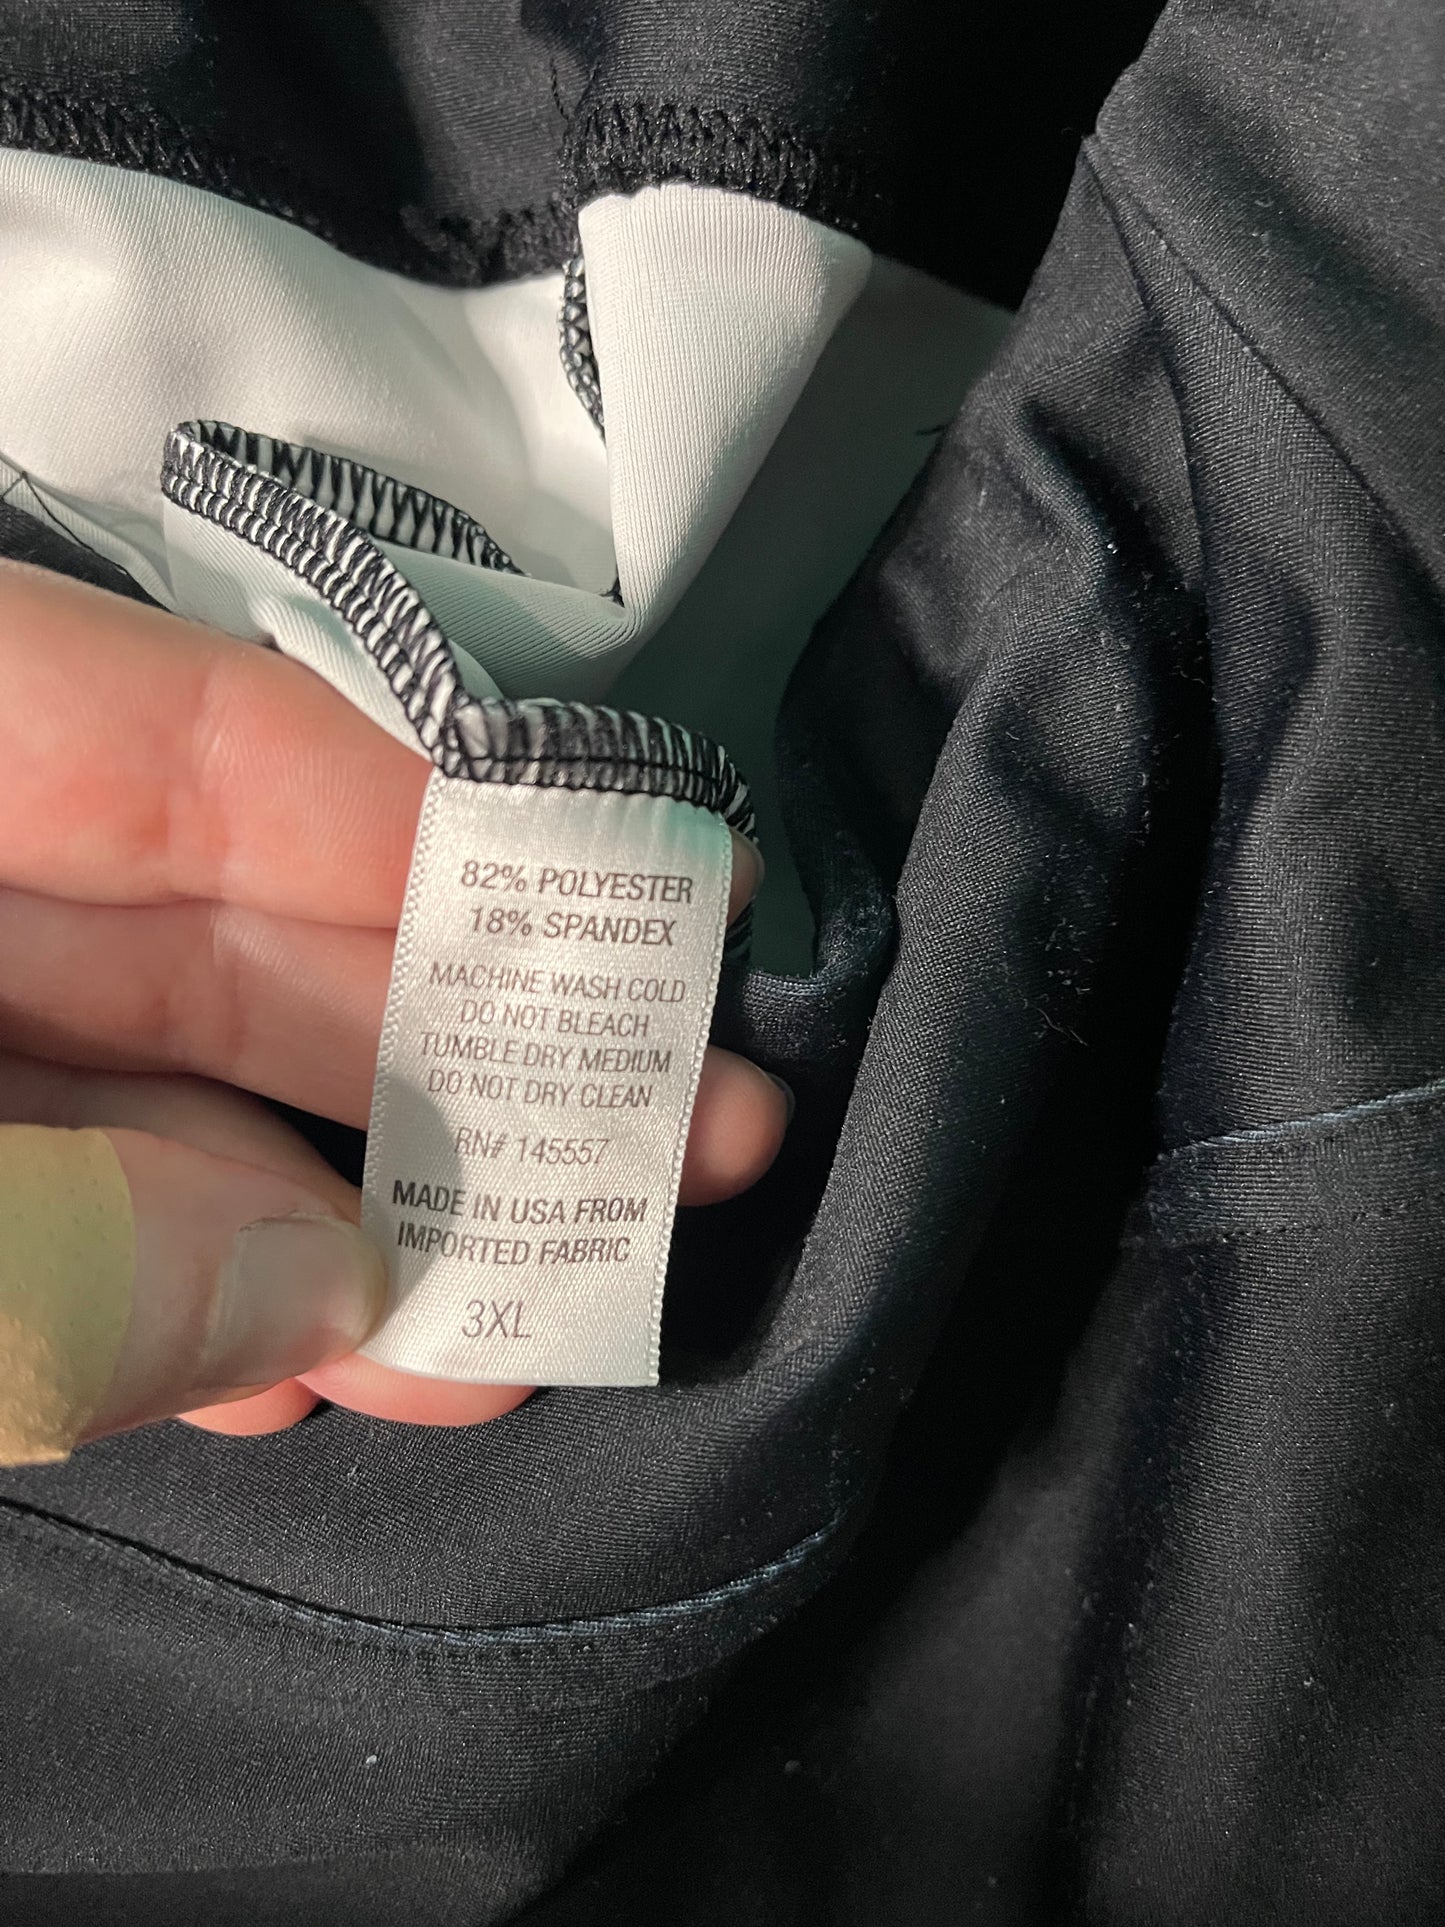 82% POLYESTER
18% SPANDEX
MACHINE WASH COLD
DO NOT BLEACH
TUMBLE DRY MEDIUM
DO NOT DRY CLEAN
RN# 145557
MADE IN USA FROM
IMPORTED FABRIC
3XL